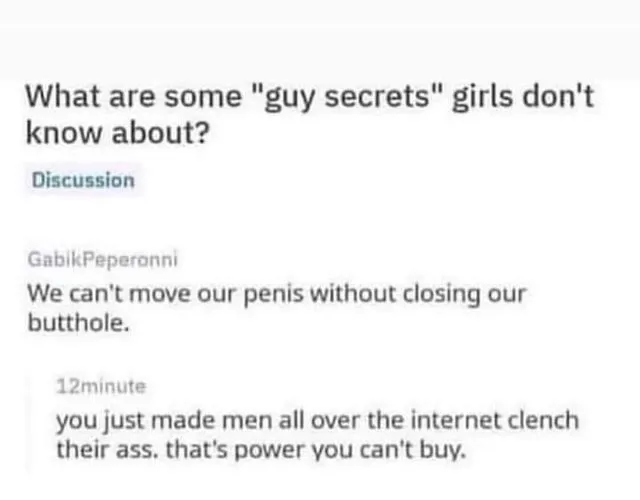 What are some "guy secrets" girls don't
know about?
Discussion
GabikPeperonni
We can't move our penis without closing our
butthole.
12minute
you just made men all over the internet clench
their ass. that's power you can't buy.